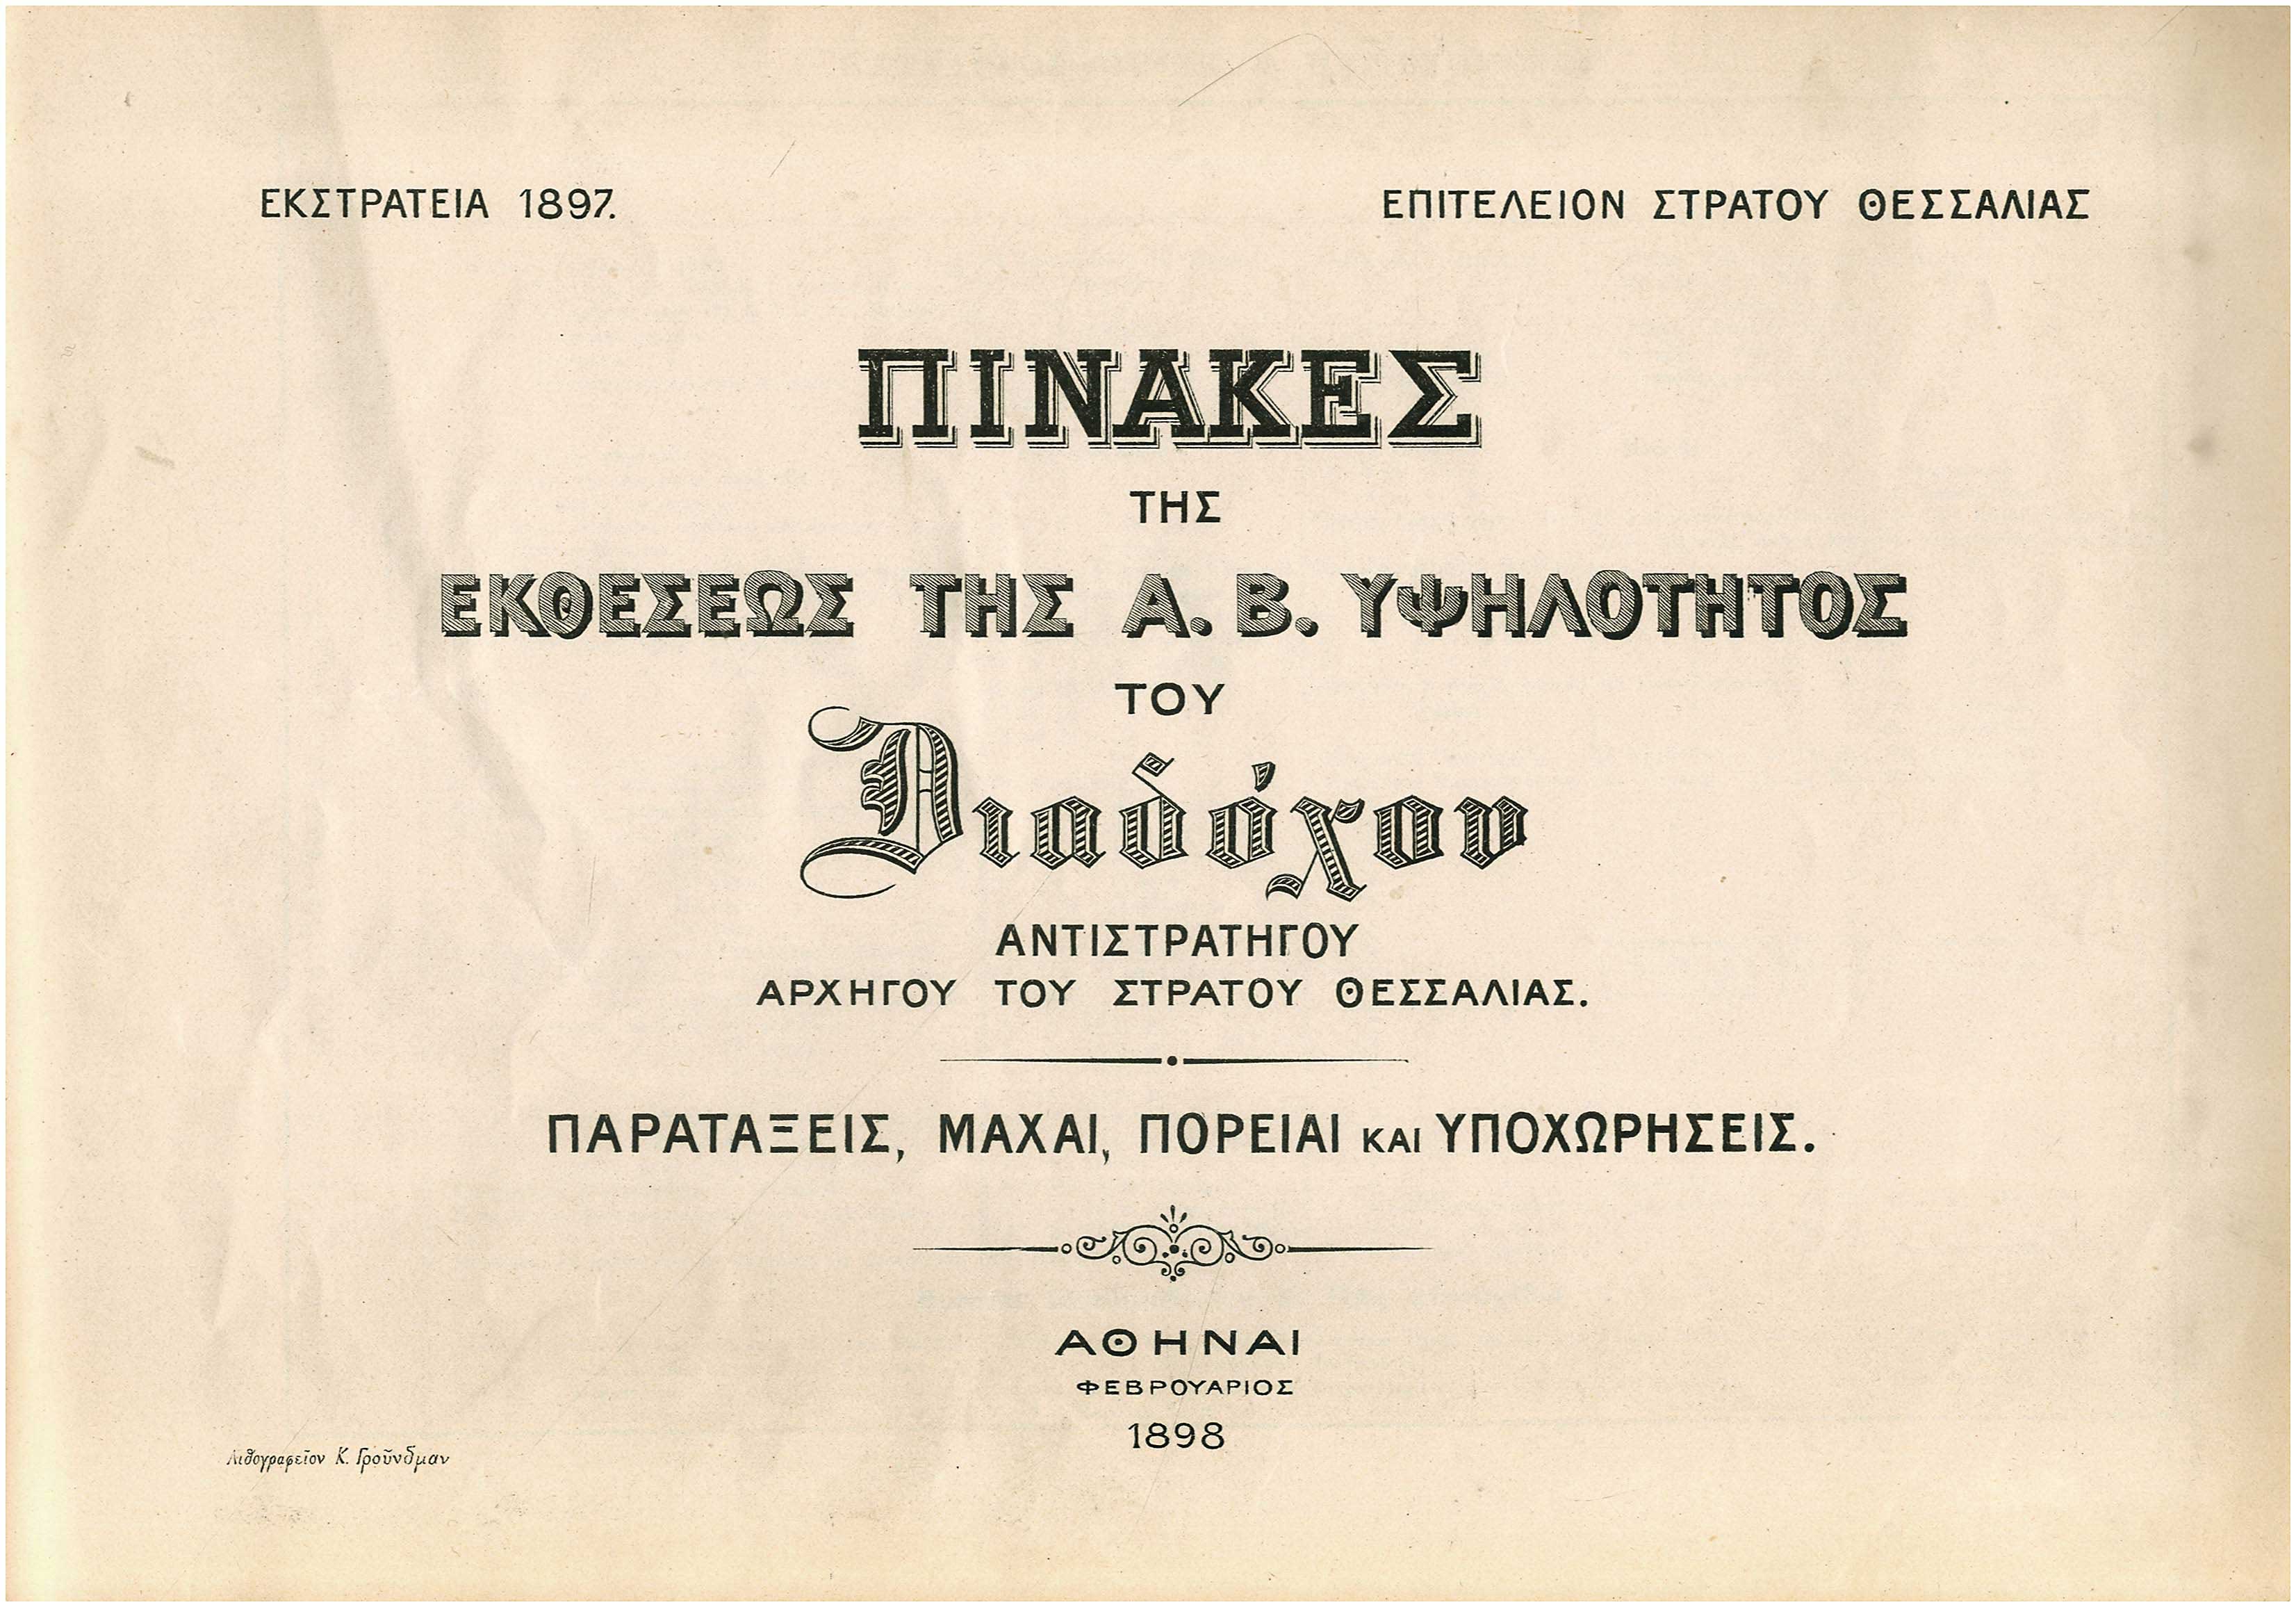 ΕΚΣΤΡΑΤΕΙΑ 1897.
ΕΠΙΤΕΛΕΙΟΝ ΣΤΡΑΤΟΥ ΘΕΣΣΑΛΙΑΣ
ΠΙΝΑΚΕΣ
ΤΗΣ
ΕΚΘΕΣΕΩΣ ΤΗΣ Α. Β. ΥΨΗΛΟΤΗΤΟΣ
ΤΟΥ
Διαδόχου
ΑΝΤΙΣΤΡΑΤΗΓΟΥ
ΑΡΧΗΓΟΥ ΤΟΥ ΣΤΡΑΤΟΥ ΘΕΣΣΑΛΙΑΣ.
ΠΑΡΑΤΑΞΕΙΣ, ΜΑΧΑΙ, ΠΟΡΕΙΑΙ ΚΑΙ ΥΠΟΧΩΡΗΣΕΙΣ.
ΑΘΗΝΑΙ
ΦΕΒΡΟΥΑΡΙΟΣ
1898
Λιθογραφεῖον Κ. Γροῦνδμαν